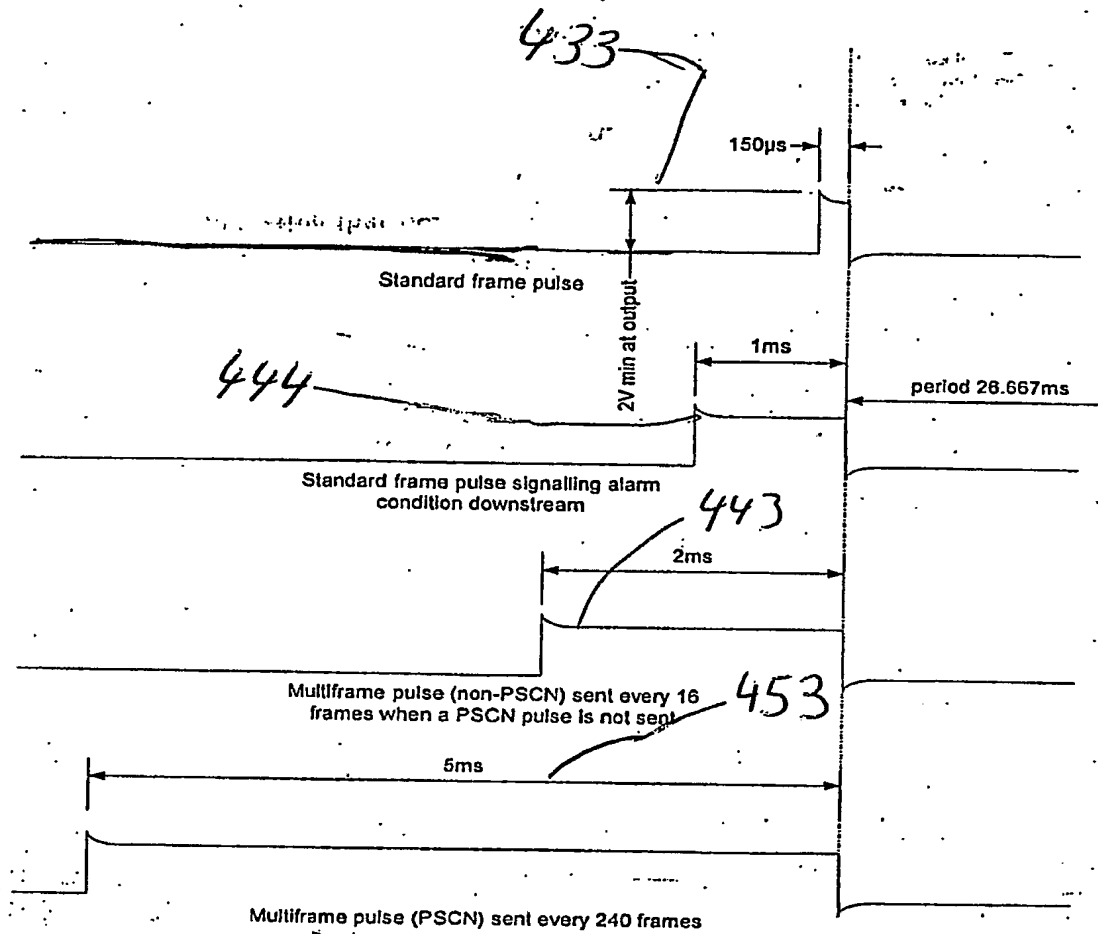 433
150µs
Standard frame pulse
2V min at output
1ms
444
period 26.667ms
Standard frame pulse signalling alarm
condition downstream
443
2ms
Multiframe pulse (non-PSCN) sent every 16
frames when a PSCN pulse is not sent
453
5ms
Multiframe pulse (PSCN) sent every 240 frames